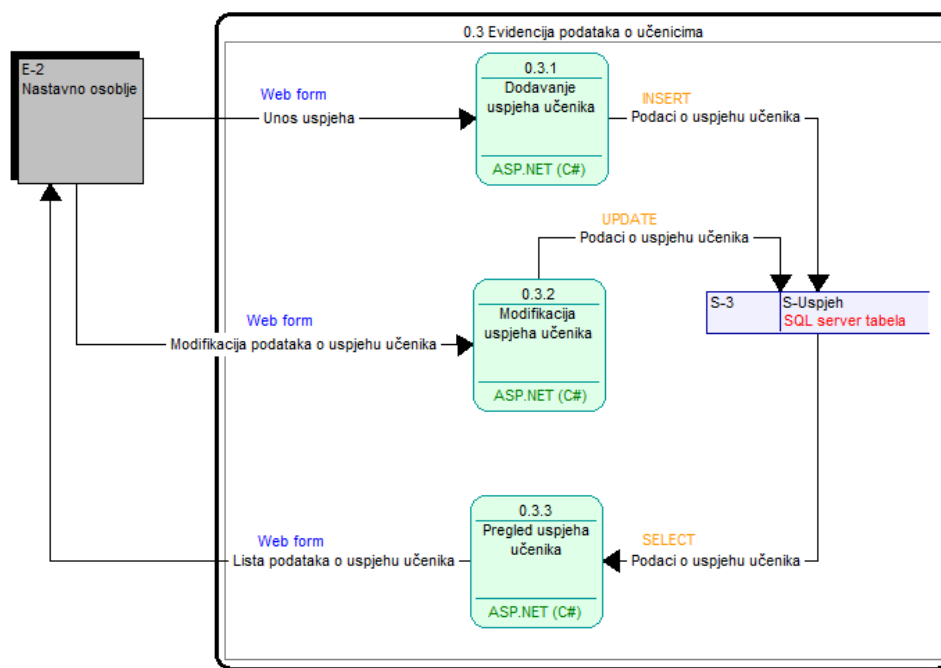 0.3 Evidencija podataka o učenicima
E-2
Nastavno osoblje
Web form
Unos uspjeha
0.3.1
Dodavanje
uspjeha učenika
ASP.NET (C#)
INSERT
Podaci o uspjehu učenika
UPDATE
Podaci o uspjehu učenika
Web form
Modifikacija podataka o uspjehu učenika
0.3.2
Modifikacija
uspjeha učenika
ASP.NET (C#)
S-3
S-Uspjeh
SQL server tabela
Web form
Lista podataka o uspjehu učenika
0.3.3
Pregled uspjeha
učenika
ASP.NET (C#)
SELECT
Podaci o uspjehu učenika